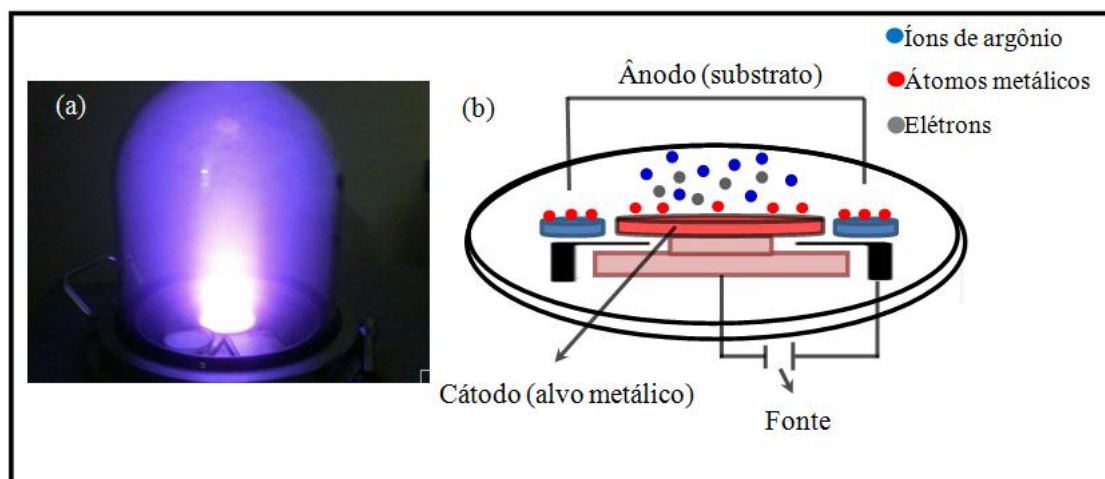 (a)
(b)
Ânodo (substrato)
Íons de argônio
Átomos metálicos
Elétrons
Cátodo (alvo metálico)
Fonte